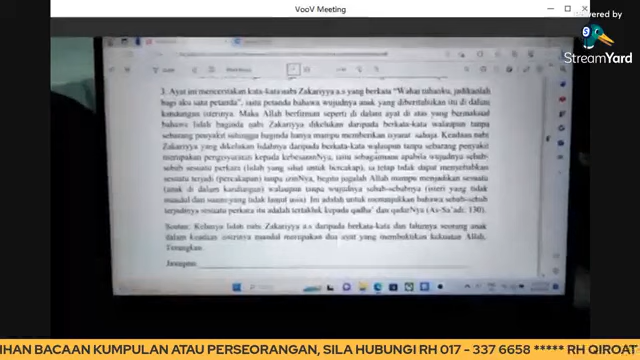 VooV Meeting
Powered by
StreamYard
3. Ayat ini menceritakan kata-kata nabi Zakariyya a.s yang berkata "Wahai tuhanku, jadikanlah
bagi aku satu petanda", iaitu petanda bahawa wujudnya anak yang diberitahukan itu di dalam
kandungan isterinya. Maka Allah berfirman seperti di dalam ayat di atas yang bermaksud
bahawa lidah baginda nabi Zakariyya dikelukan daripada berkata-kata walaupun tanpa
sebarang penyakit sehingga baginda hanya mampu memberikan isyarat sahaja. Keadaan nabi
Zakariyya yang dikelukan lidahnya daripada berkata-kata walaupun tanpa sebarang penyakit
merupakan pengisyaratan kepada kebesaranNya, iaitu sebagaimana apabila wujudnya sebab-
sebab sesuatu perkara (lidah yang sihat untuk bercakap), ia tetap tidak dapat menyebabkan
sesuatu terjadi (percakapan) tanpa izinNya, begitu jugalah Allah mampu menjadikan sesuatu
(anak di dalam kandungan) walaupun tanpa wujudnya sebab-sebabnya (isteri yang tidak
mandul dan suami yang tidak lanjut usia). Ini adalah untuk menunjukkan bahawa sebab-sebab
terjadinya sesuatu perkara itu adalah tertakluk kepada qadha' dan qadarNya (As-Sa'adi: 130).
Soalan: Kelunya lidah nabi Zakariyya a.s daripada berkata-kata dan lahirnya seorang anak
dalam keadaan isterinya mandul merupakan dua ayat yang membuktikan kekuatan Allah.
Terangkan.
Jawapan:
IHAN BACAAN KUMPULAN ATAU PERSEORANGAN, SILA HUBUNGI RH 017 - 337 6658 ***** RH QIROAT